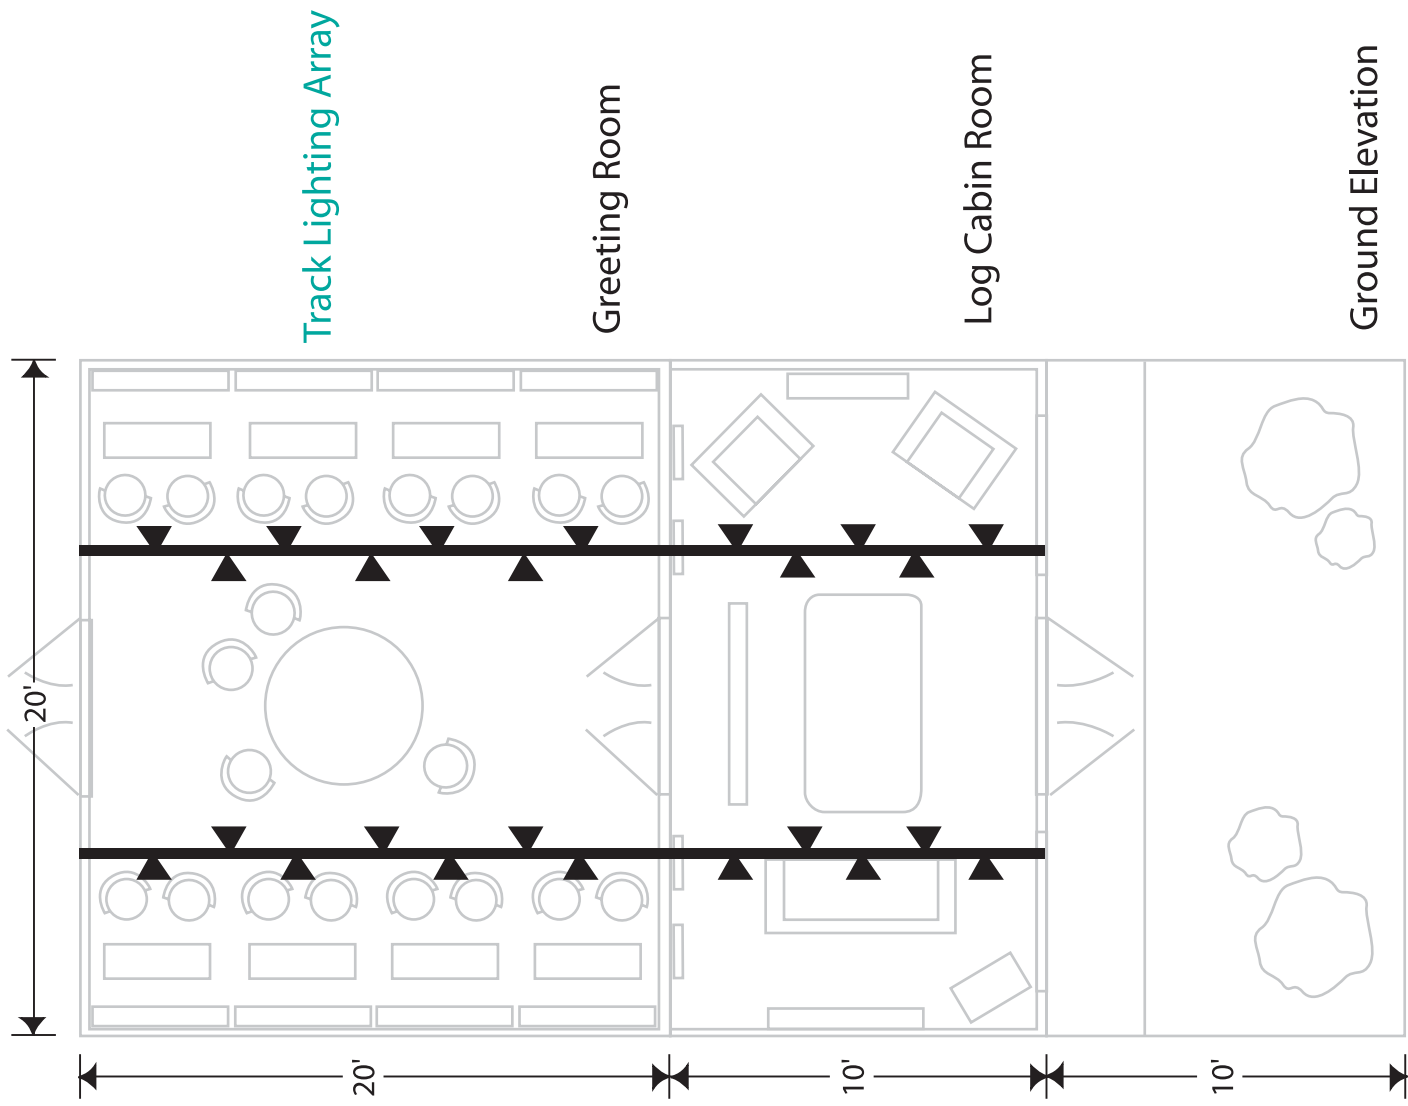 Track Lighting Array
Greeting Room
Log Cabin Room
Ground Elevation
20'
20'
10'
10'